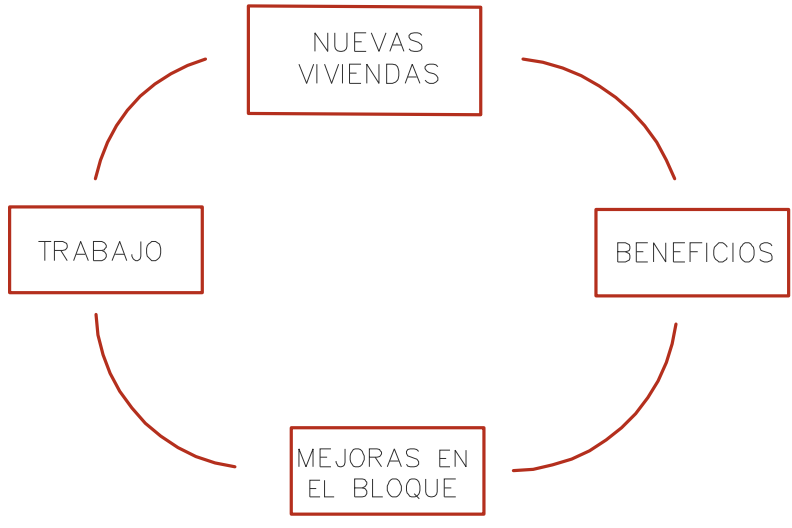 NUEVAS
VIVIENDAS
TRABAJO
BENEFICIOS
MEJORAS EN
EL BLOQUE